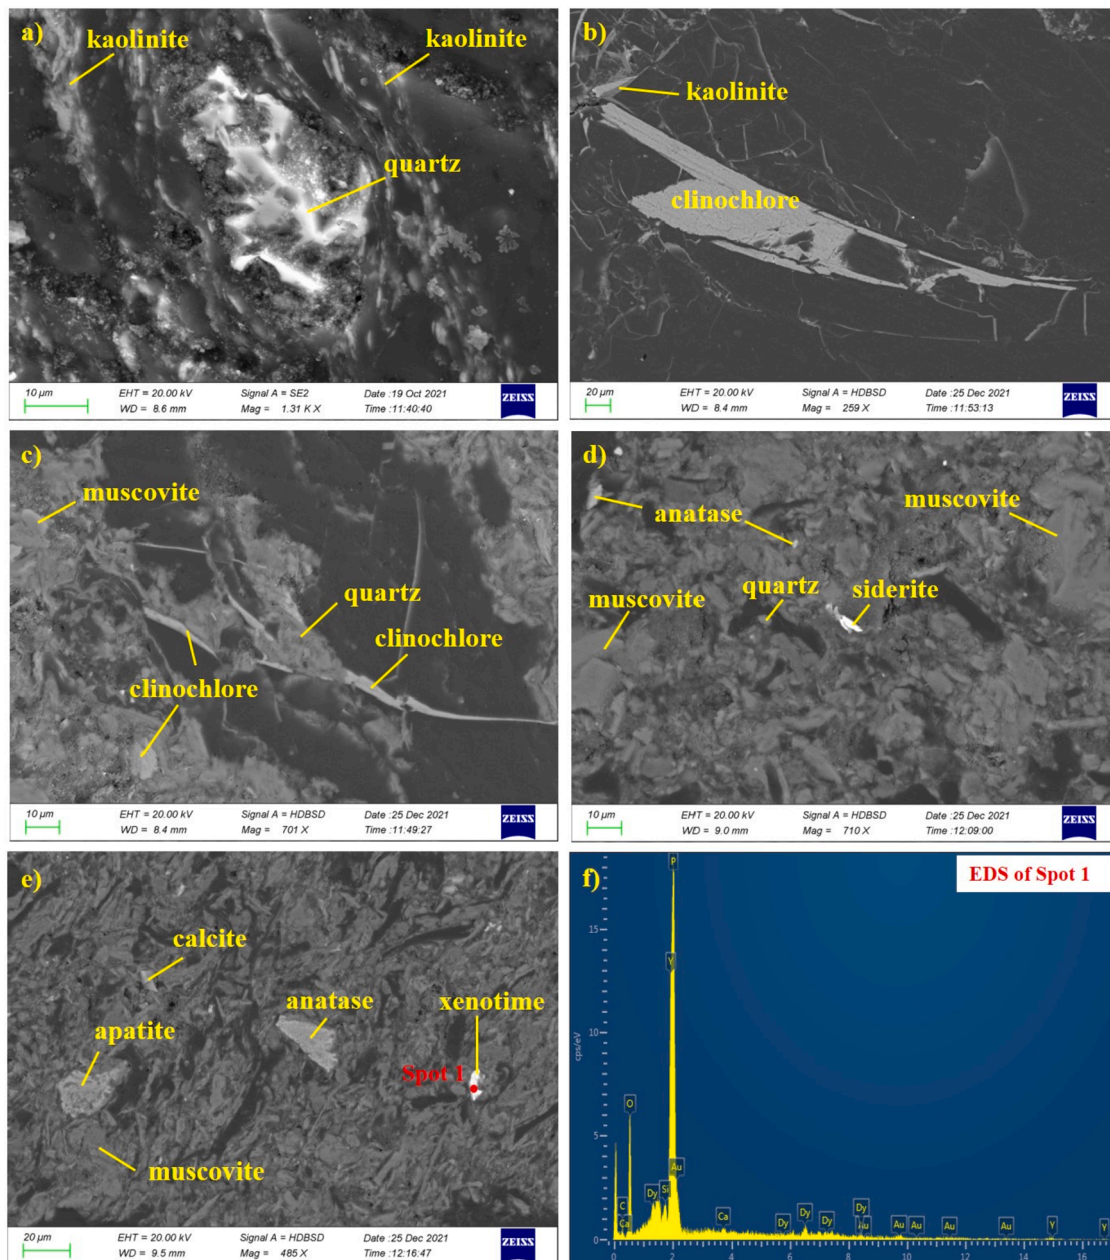 a)
kaolinite
kaolinite
quartz
10 µm
EHT = 20.00 kV
Signal A = SE2
Date :19 Oct 2021
WD = 8.6 mm
Mag = 1.31 K X
Time :11:40:40
ZEISS
b)
kaolinite
clinochlore
20 µm
EHT = 20.00 kV
Signal A = HDBSD
Date :25 Dec 2021
WD = 8.4 mm
Mag = 259 X
Time :11:53:13
ZEISS
c)
muscovite
quartz
clinochlore
clinochlore
10 µm
EHT = 20.00 kV
Signal A = HDBSD
Date :25 Dec 2021
WD = 8.4 mm
Mag = 701 X
Time :11:49:27
ZEISS
d)
muscovite
anatase
quartz
siderite
muscovite
10 µm
EHT = 20.00 kV
Signal A = HDBSD
Date :25 Dec 2021
WD = 9.0 mm
Mag = 710 X
Time :12:09:00
ZEISS
e)
calcite
anatase
xenotime
apatite
Spot 1
muscovite
20 µm
EHT = 20.00 kV
Signal A = HDBSD
Date :25 Dec 2021
WD = 9.5 mm
Mag = 485 X
Time :12:16:47
ZEISS
f)
EDS of Spot 1
P
15
Y
cps/eV
10
O
5
Au
Dy
Si
C
Ca
Ca
Dy
Dy
Dy
Dy
Au
Au
Au
Au
Au
Y
Y
0
0
2
4
6
8
10
12
14
16